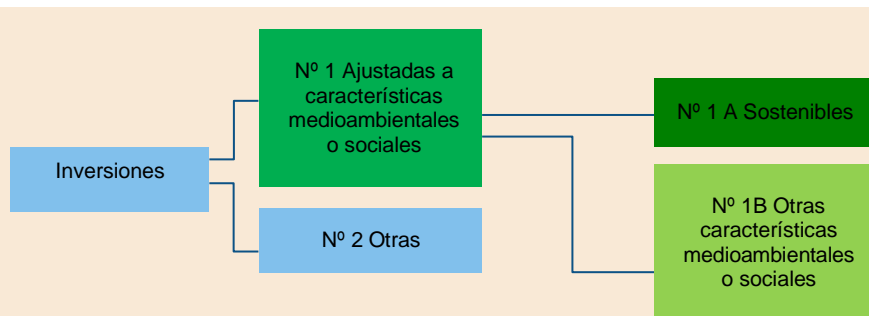 Inversiones
Nº 1 Ajustadas a
características
medioambientales
o sociales
Nº 2 Otras
Nº 1 A Sostenibles
Nº 1B Otras
características
medioambientales
o sociales